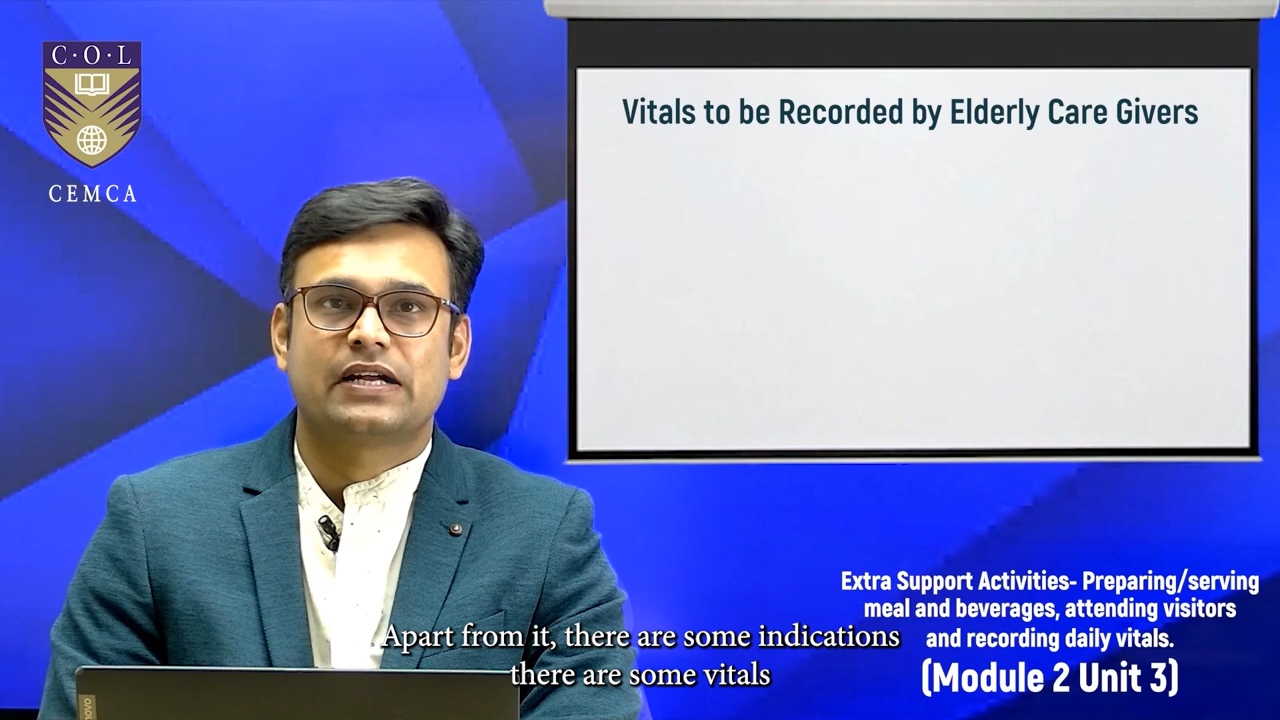 C·O·L
CEMCA
Vitals to be Recorded by Elderly Care Givers
Extra Support Activities- Preparing/serving
meal and beverages, attending visitors
and recording daily vitals.
(Module 2 Unit 3)
Apart from it, there are some indications
there are some vitals